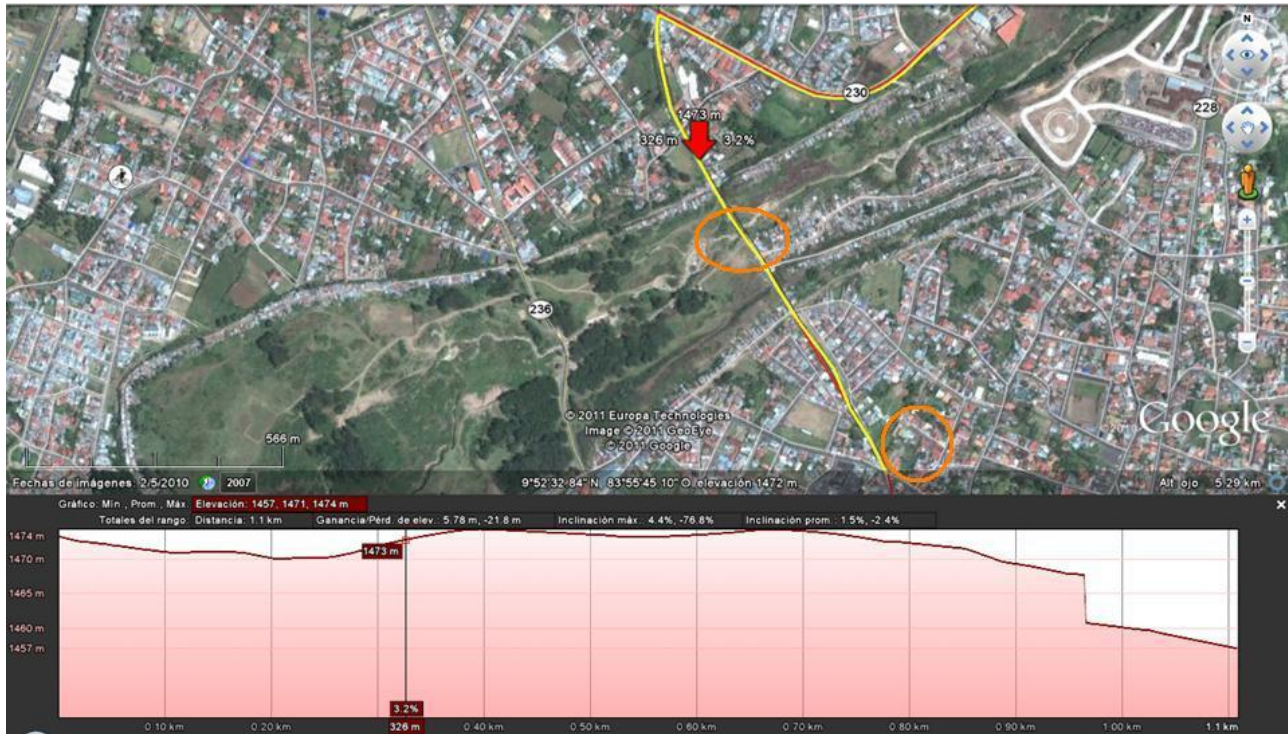 N
230
228
1473 m
326 m 3.2%
236
566 m
© 2011 Europa Technologies
Image © 2011 GeoEye
© 2011 Google
Google
Fechas de imágenes: 2/5/2010 2007 9°52'32.84" N 83°55'45.10" O elevación 1472 m Alt. ojo 5.29 km
Gráfico: Mín., Prom., Máx. Elevación: 1457, 1471, 1474 m
Totales del rango: Distancia: 1.1 km Ganancia/Pérd. de elev.: 5.78 m, -21.8 m Inclinación máx.: 4.4%, -76.8% Inclinación prom.: 1.5%, -2.4%
1474 m
1473 m
1470 m
1465 m
1460 m
1457 m
3.2%
0.10 km 0.20 km 326 m 0.40 km 0.50 km 0.60 km 0.70 km 0.80 km 0.90 km 1.00 km 1.1 km